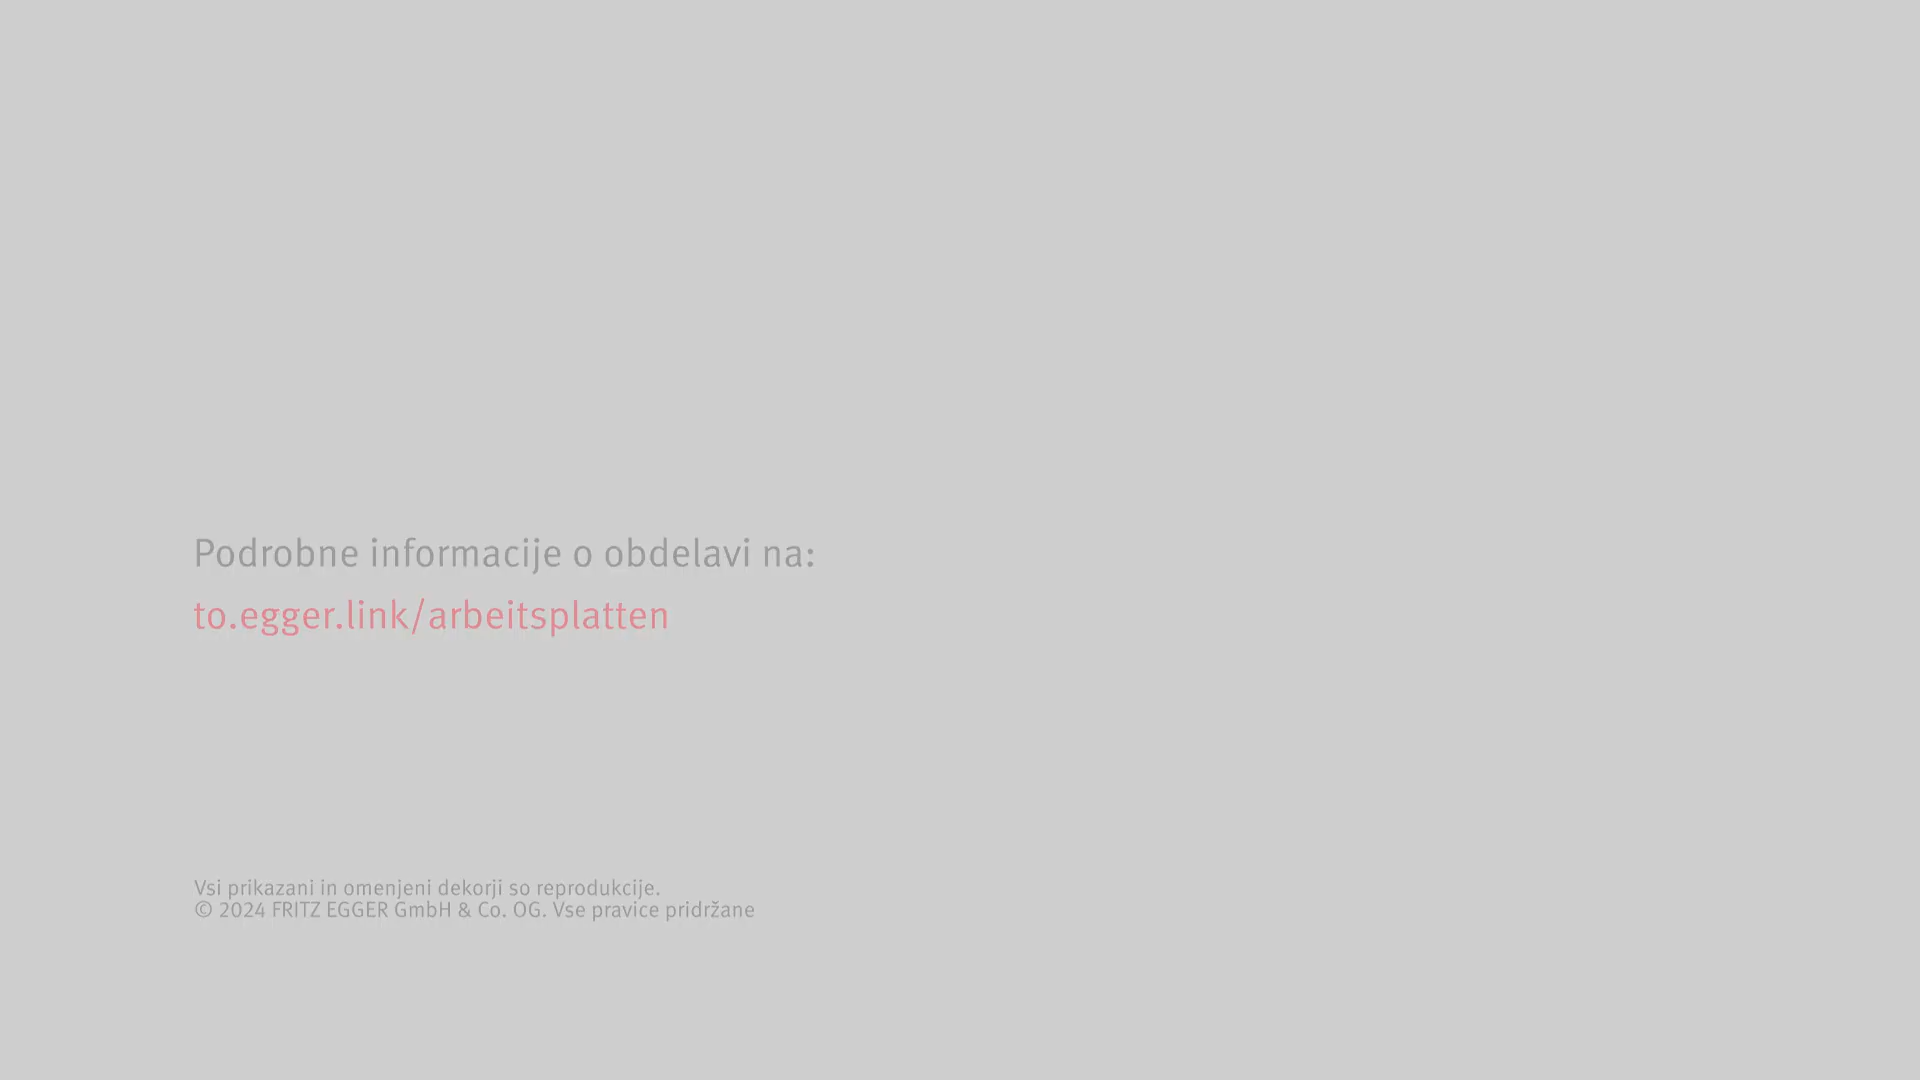 Podrobne informacije o obdelavi na:
to.egger.link/arbeitsplatten
Vsi prikazani in omenjeni dekorji so reprodukcije.
© 2024 FRITZ EGGER GmbH & Co. OG. Vse pravice pridržane